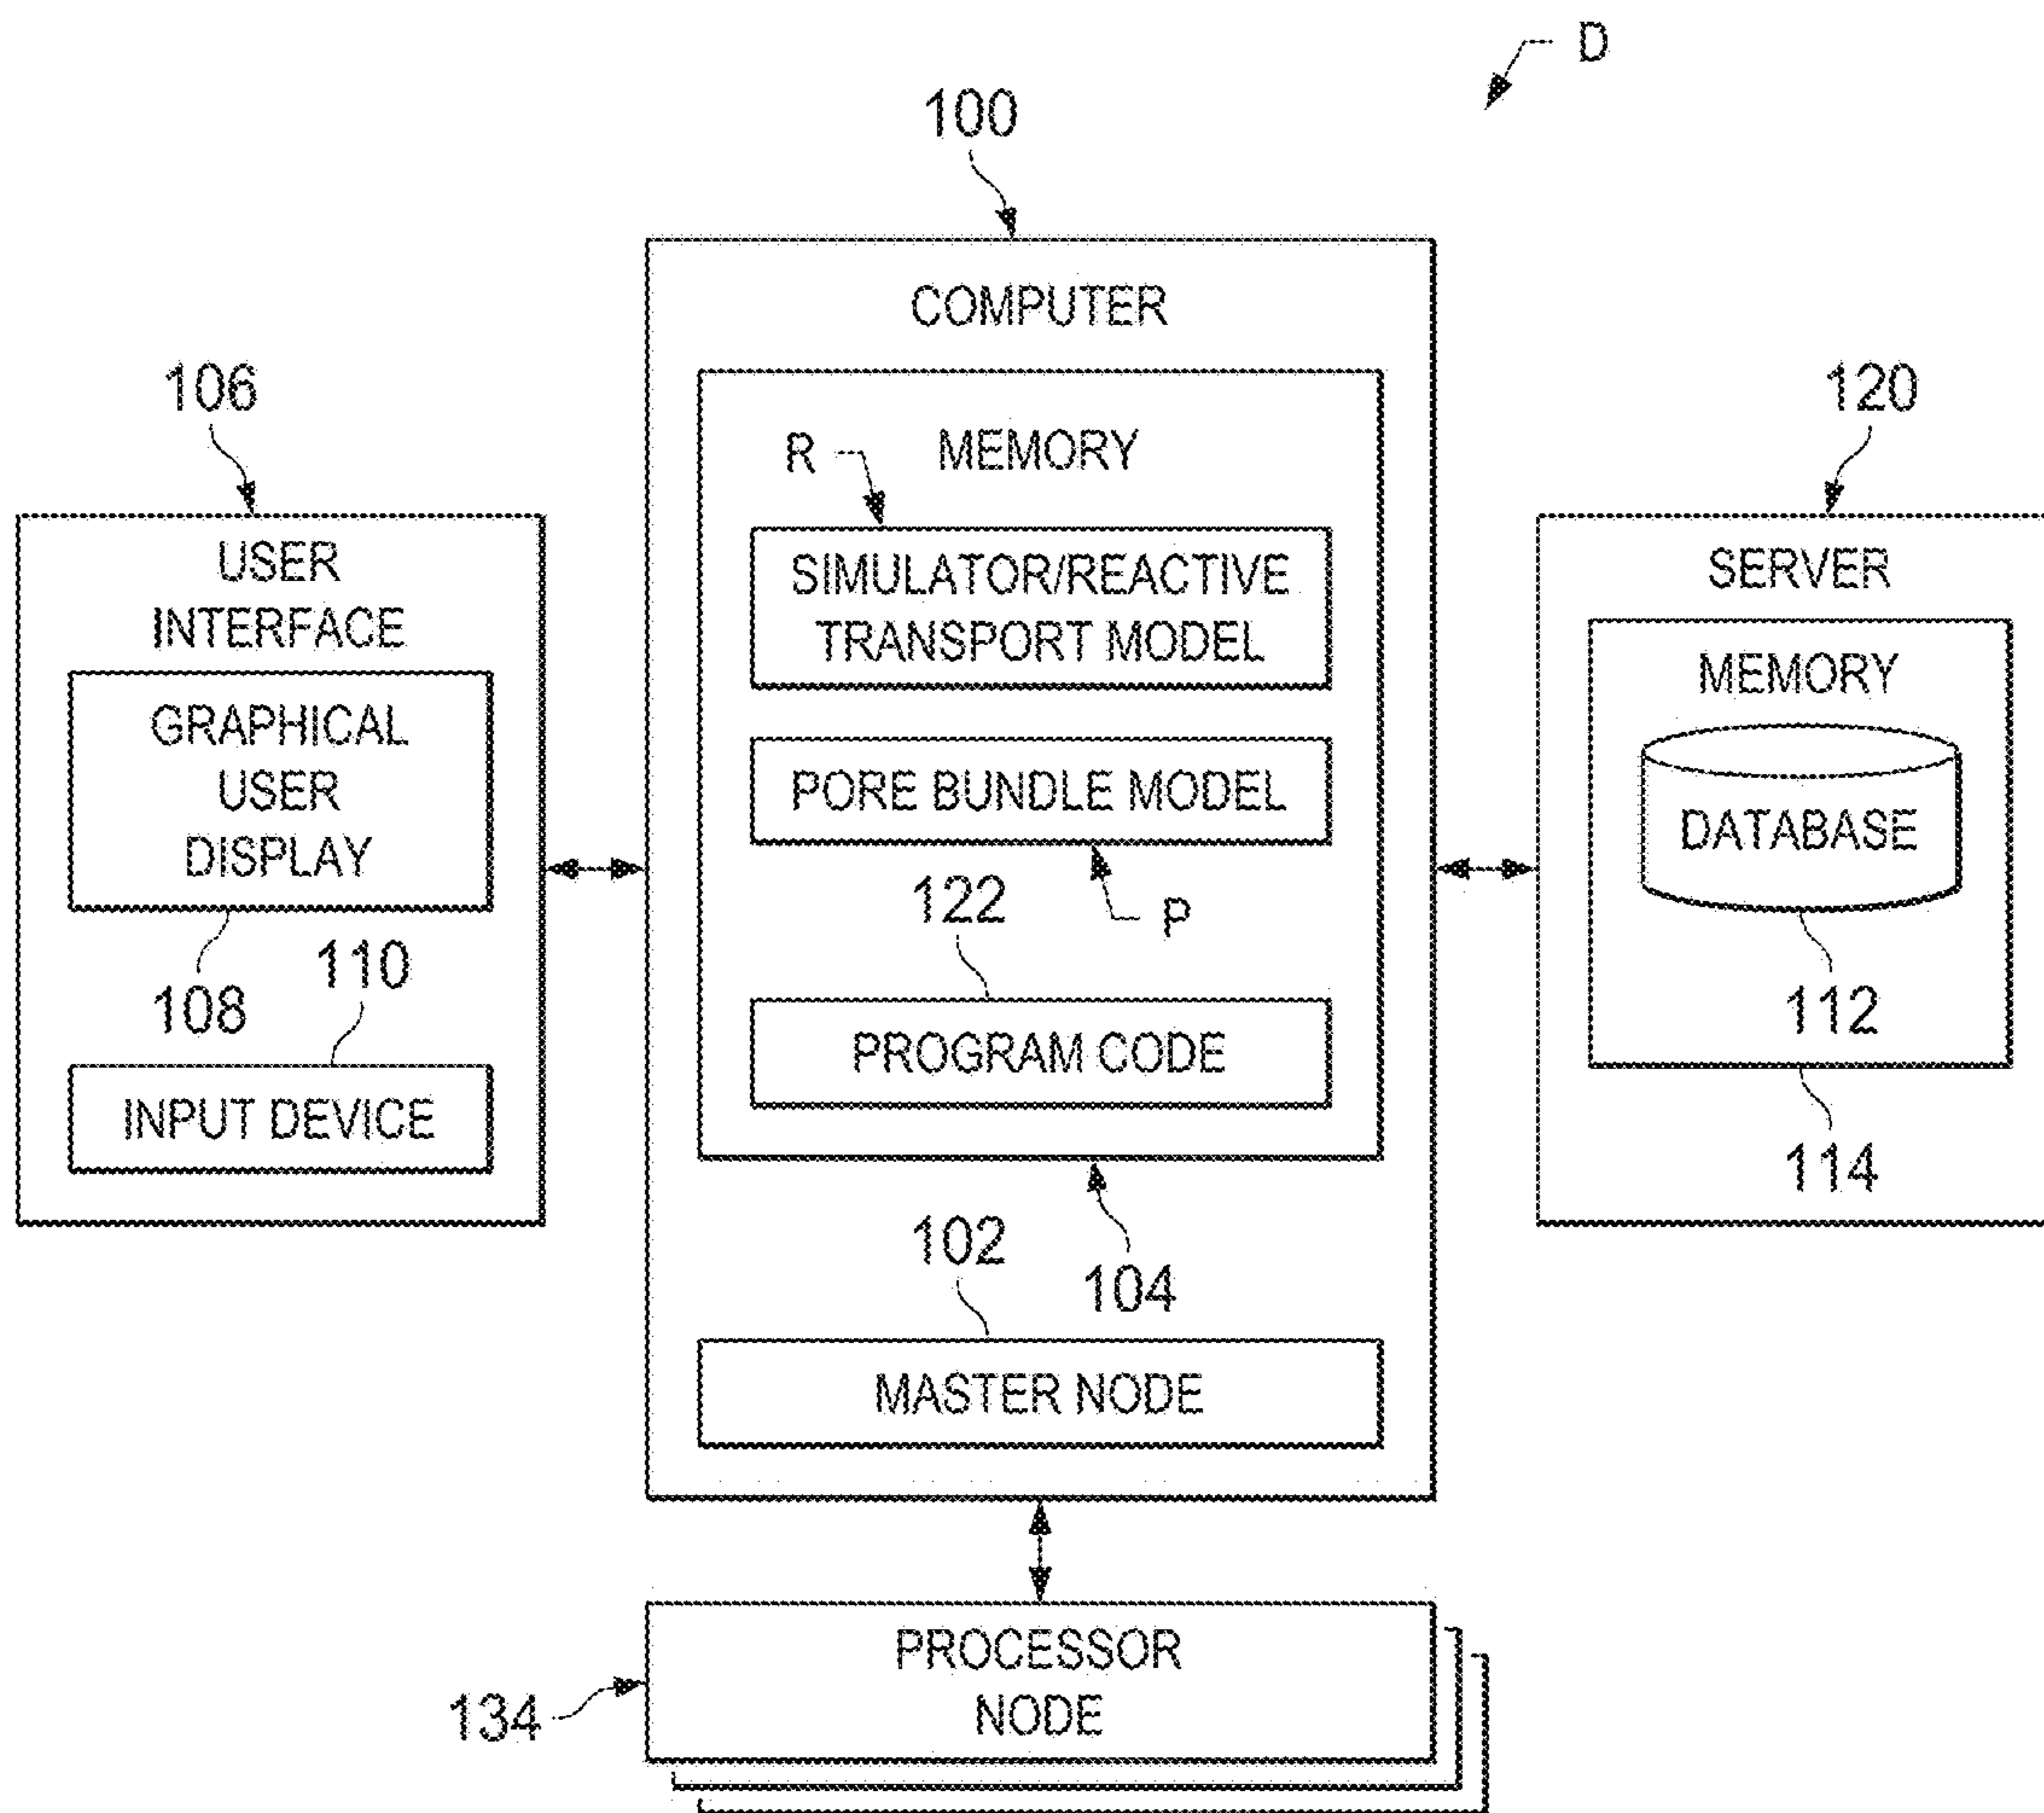 D
100
COMPUTER
106
USER
INTERFACE
GRAPHICAL
USER
DISPLAY
108
110
INPUT DEVICE
MEMORY
R
SIMULATOR/REACTIVE
TRANSPORT MODEL
PORE BUNDLE MODEL
P
122
PROGRAM CODE
104
102
MASTER NODE
120
SERVER
MEMORY
DATABASE
112
114
PROCESSOR
NODE
134